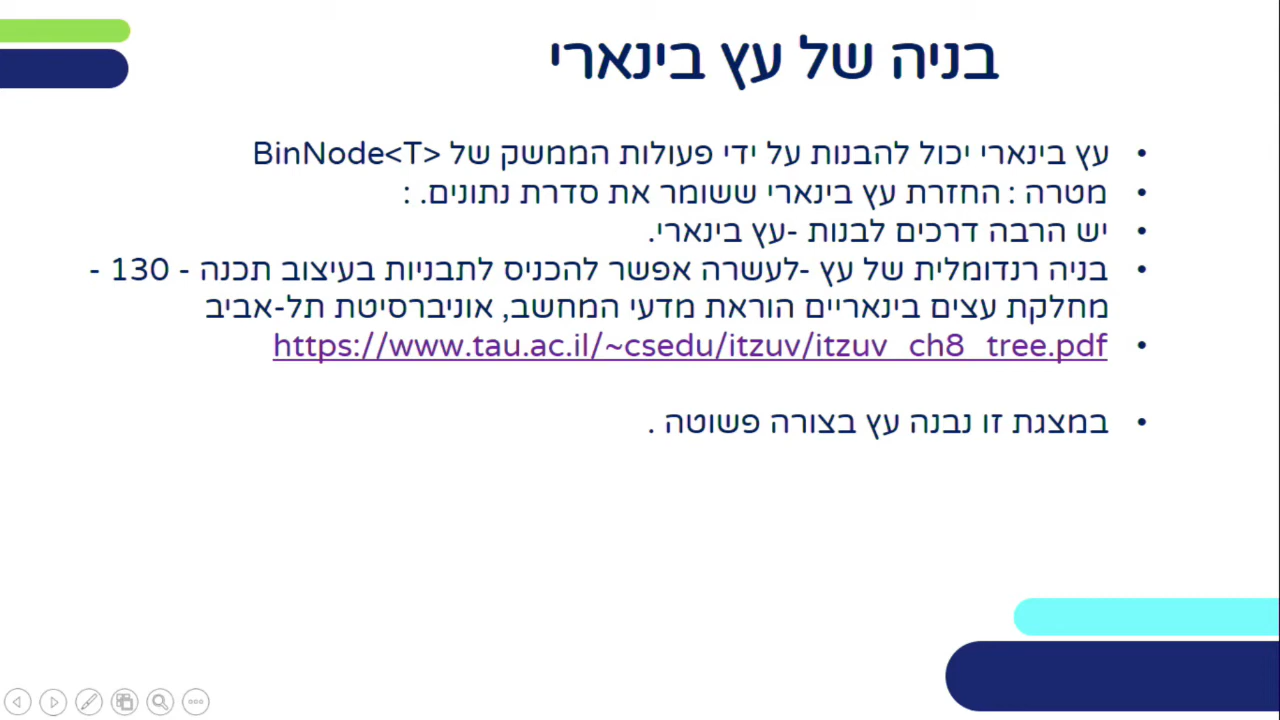 בניה של עץ בינארי
• עץ בינארי יכול להבנות על ידי פעולות הממשק של BinNode<T>
• מטרה : החזרת עץ בינארי ששומר את סדרת נתונים. :
• יש הרבה דרכים לבנות -עץ בינארי.
• בניה רנדומלית של עץ -לעשרה אפשר להכניס לתבניות בעיצוב תכנה - 130 -
מחלקת עצים בינאריים הוראת מדעי המחשב, אוניברסיטת תל-אביב
• https://www.tau.ac.il/~csedu/itzuv/itzuv_ch8_tree.pdf
• במצגת זו נבנה עץ בצורה פשוטה .